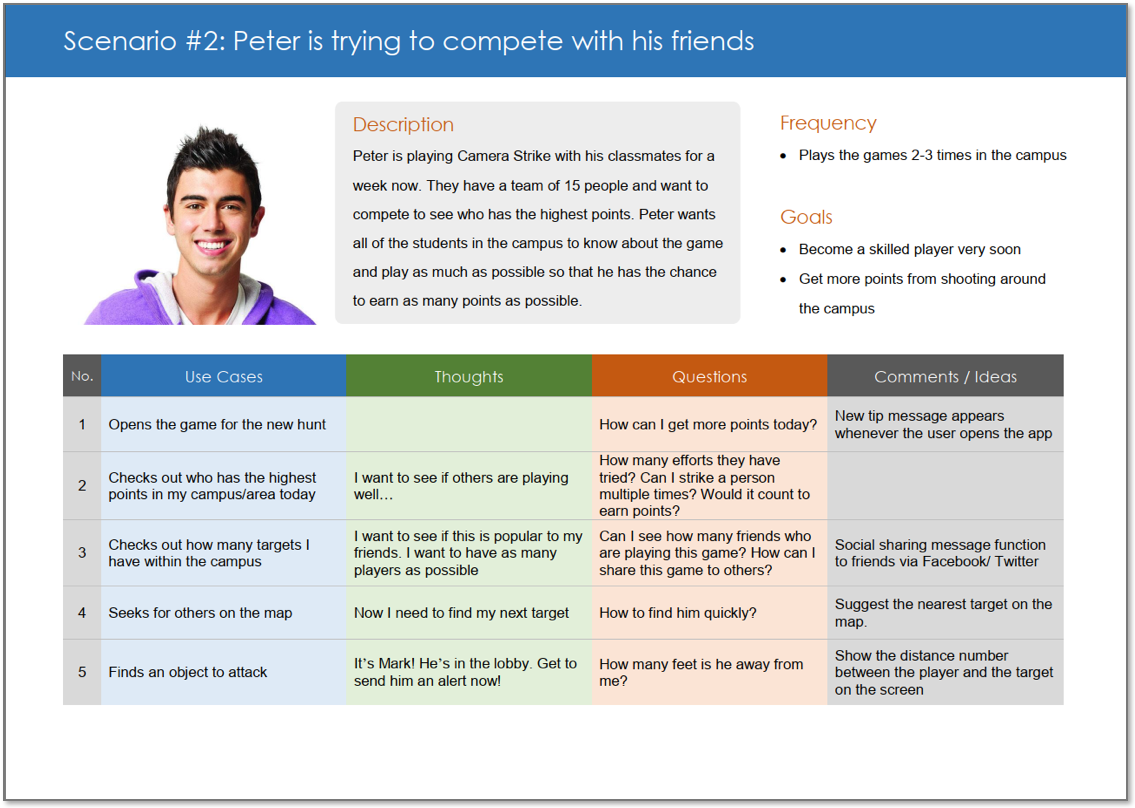 Scenario #2: Peter is trying to compete with his friends
Description
Peter is playing Camera Strike with his classmates for a
week now. They have a team of 15 people and want to
compete to see who has the highest points. Peter wants
all of the students in the campus to know about the game
and play as much as possible so that he has the chance
to earn as many points as possible.
Frequency
• Plays the games 2-3 times in the campus
Goals
• Become a skilled player very soon
• Get more points from shooting around
the campus
No.
Use Cases
Thoughts
Questions
Comments / Ideas
1
Opens the game for the new hunt
How can I get more points today?
New tip message appears
whenever the user opens the app
2
Checks out who has the highest
points in my campus/area today
I want to see if others are playing
well…
How many efforts they have
tried? Can I strike a person
multiple times? Would it count to
earn points?
3
Checks out how many targets I
have within the campus
I want to see if this is popular to my
friends. I want to have as many
players as possible
Can I see how many friends who
are playing this game? How can I
share this game to others?
Social sharing message function
to friends via Facebook/ Twitter
4
Seeks for others on the map
Now I need to find my next target
How to find him quickly?
Suggest the nearest target on the
map.
5
Finds an object to attack
It’s Mark! He’s in the lobby. Get to
send him an alert now!
How many feet is he away from
me?
Show the distance number
between the player and the target
on the screen